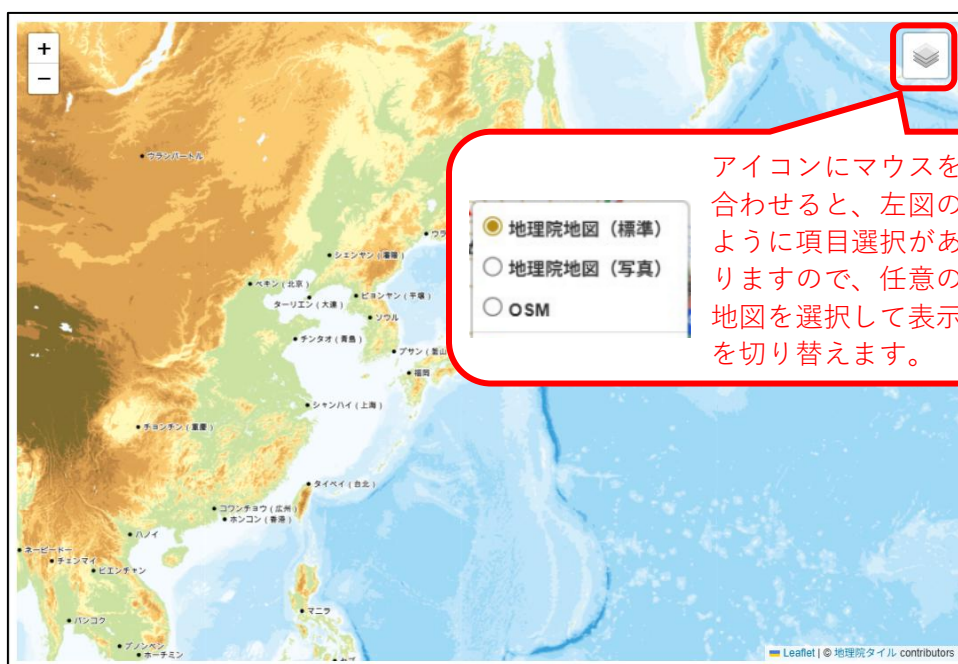 +
−
アイコンにマウスを
合わせると、左図の
ように項目選択があ
りますので、任意の
地図を選択して表示
を切り替えます。
地理院地図（標準）
地理院地図（写真）
OSM
ウランバートル
ウラ
シェンヤン（瀋陽）
ペキン（北京）
ターリエン（大連）
ピョンヤン（平壌）
ソウル
チンタオ（青島）
プサン（釜山
福岡
シャンハイ（上海）
チョンチン（重慶）
タイペイ（台北）
コワンチョウ（広州）
ホンコン（香港）
ハノイ
ネーピードー
チェンマイ
ビエンチャン
マニラ
バンコク
プノンペン
ホーチミン
セブ
Leaflet | © 地理院タイル contributors